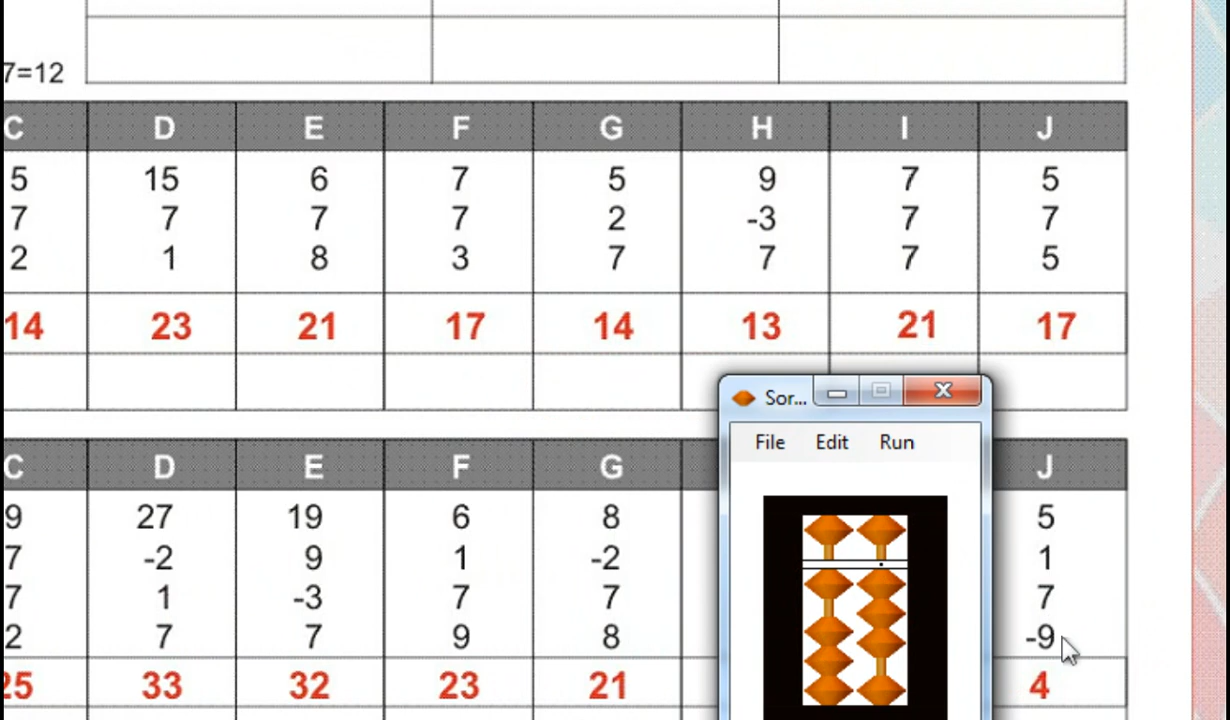 7=12
C D E F G H I J
5 15 6 7 5 9 7 5
7 7 7 7 2 -3 7 7
2 1 8 3 7 7 7 5
14 23 21 17 14 13 21 17
Sor...
File Edit Run
C D E F G J
9 27 19 6 8 5
7 -2 9 1 -2 1
7 1 -3 7 7 7
2 7 7 9 8 -9
25 33 32 23 21 4